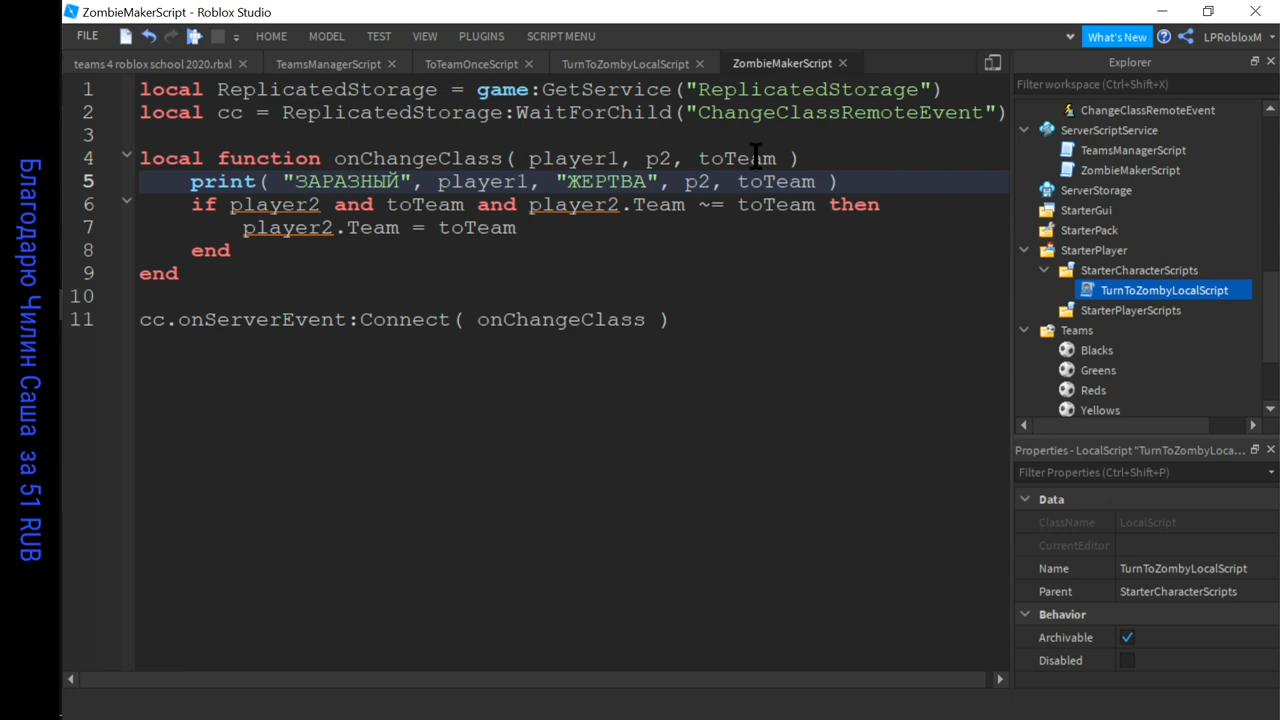 Благодарю Чилин Саша за 51 RUB
ZombieMakerScript - Roblox Studio
FILE HOME MODEL TEST VIEW PLUGINS SCRIPT MENU What's New LPRobloxM
teams 4 roblox school 2020.rbxl TeamsManagerScript ToTeamOnceScript TurnToZombyLocalScript ZombieMakerScript
1 local ReplicatedStorage = game:GetService("ReplicatedStorage")
2 local cc = ReplicatedStorage:WaitForChild("ChangeClassRemoteEvent")
3
4 local function onChangeClass( player1, p2, toTeam )
5 print( "ЗАРАЗНЫЙ", player1, "ЖЕРТВА", p2, toTeam )
6 if player2 and toTeam and player2.Team ~= toTeam then
7 player2.Team = toTeam
8 end
9 end
10
11 cc.onServerEvent:Connect( onChangeClass )
Explorer
Filter workspace (Ctrl+Shift+X)
ChangeClassRemoteEvent
ServerScriptService
TeamsManagerScript
ZombieMakerScript
ServerStorage
StarterGui
StarterPack
StarterPlayer
StarterCharacterScripts
TurnToZombyLocalScript
StarterPlayerScripts
Teams
Blacks
Greens
Reds
Yellows
Properties - LocalScript "TurnToZombyLoca...
Filter Properties (Ctrl+Shift+P)
Data
ClassName LocalScript
CurrentEditor
Name TurnToZombyLocalScript
Parent StarterCharacterScripts
Behavior
Archivable
Disabled